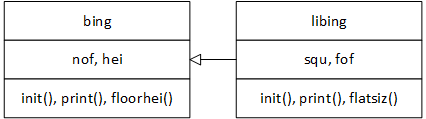 bing
nof, hei
init(), print(), floorhei()
libing
squ, fof
init(), print(), flatsiz()